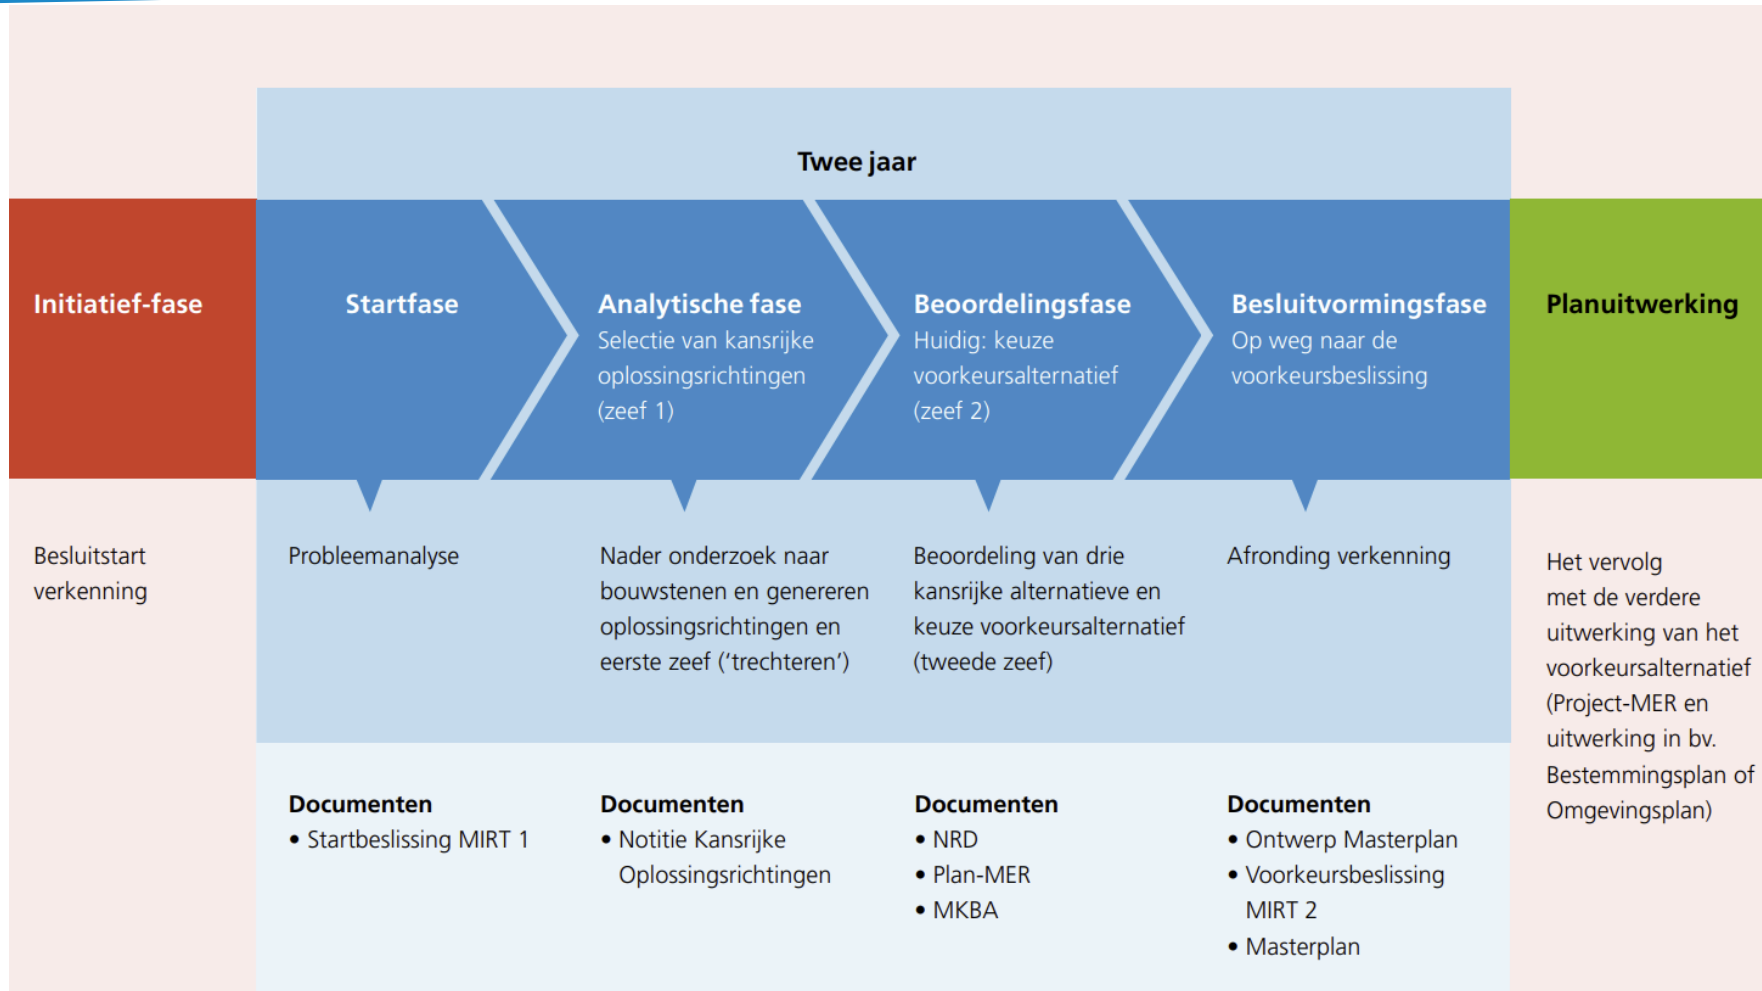 Twee jaar
Initiatief-fase
Startfase
Analytische fase
Selectie van kansrijke
oplossingsrichtingen
(zeef 1)
Beoordelingsfase
Huidig: keuze
voorkeursalternatief
(zeef 2)
Besluitvormingsfase
Op weg naar de
voorkeursbeslissing
Planuitwerking
Besluitstart
verkenning
Probleemanalyse
Nader onderzoek naar
bouwstenen en genereren
oplossingsrichtingen en
eerste zeef (‘trechteren’)
Beoordeling van drie
kansrijke alternatieve en
keuze voorkeursalternatief
(tweede zeef)
Afronding verkenning
Het vervolg
met de verdere
uitwerking van het
voorkeursalternatief
(Project-MER en
uitwerking in bv.
Bestemmingsplan of
Omgevingsplan)
Documenten
• Startbeslissing MIRT 1
Documenten
• Notitie Kansrijke
Oplossingsrichtingen
Documenten
• NRD
• Plan-MER
• MKBA
Documenten
• Ontwerp Masterplan
• Voorkeursbeslissing
MIRT 2
• Masterplan